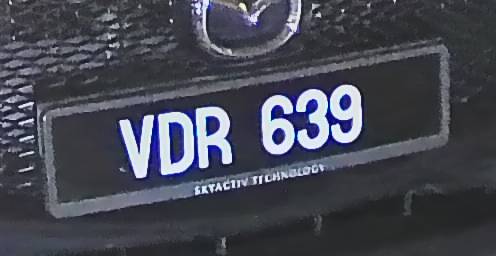 VDR 639
SKYACTIV TECHNOLOGY